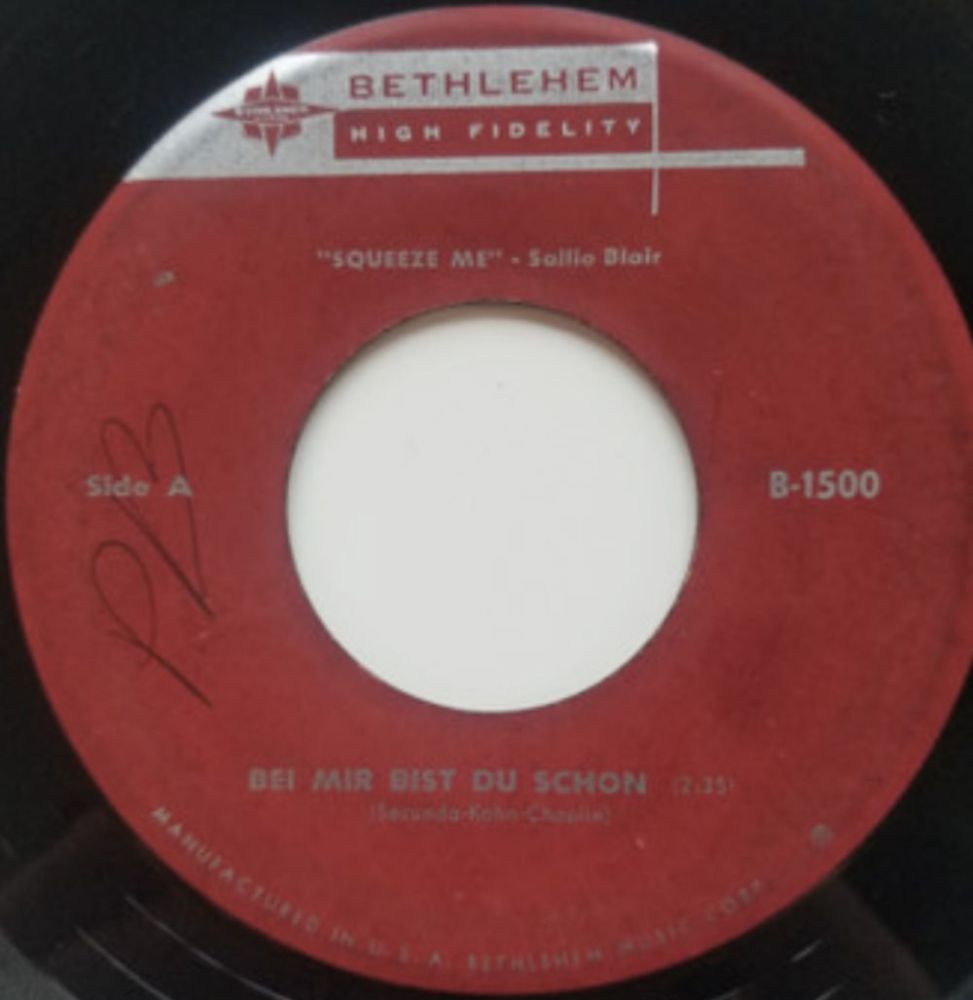 BETHLEHEM
HIGH FIDELITY
"SQUEEZE ME" - Sallie Blair
Side A
B-1500
BEI MIR BIST DU SCHON (2:35)
(Secunda-Kahn-Chaplin)
MANUFACTURED IN U.S.A. BETHLEHEM MUSIC CORP.